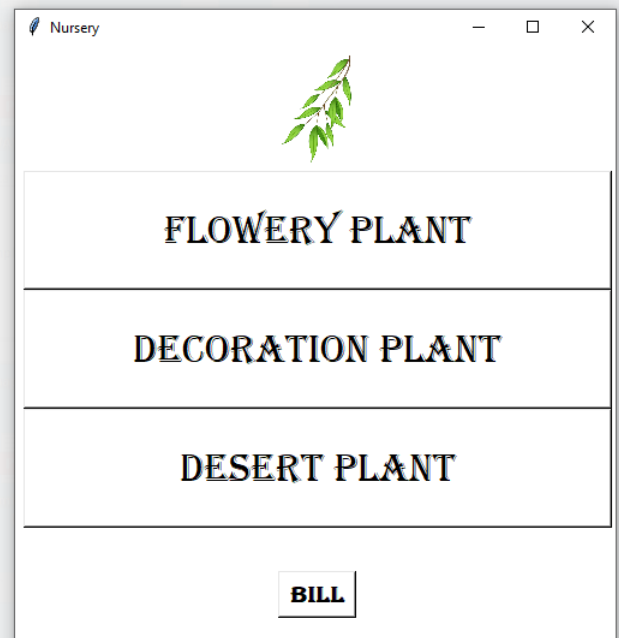 Nursery
FLOWERY PLANT
DECORATION PLANT
DESERT PLANT
BILL